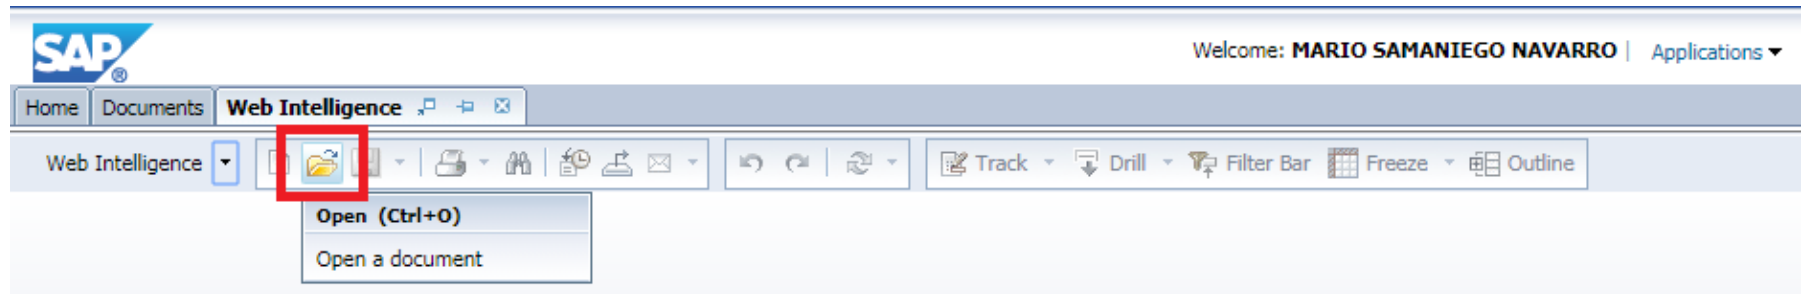 SAP®
Welcome: MARIO SAMANIEGO NAVARRO | Applications
Home Documents Web Intelligence
Web Intelligence Track Drill Filter Bar Freeze Outline
Open (Ctrl+O)
Open a document